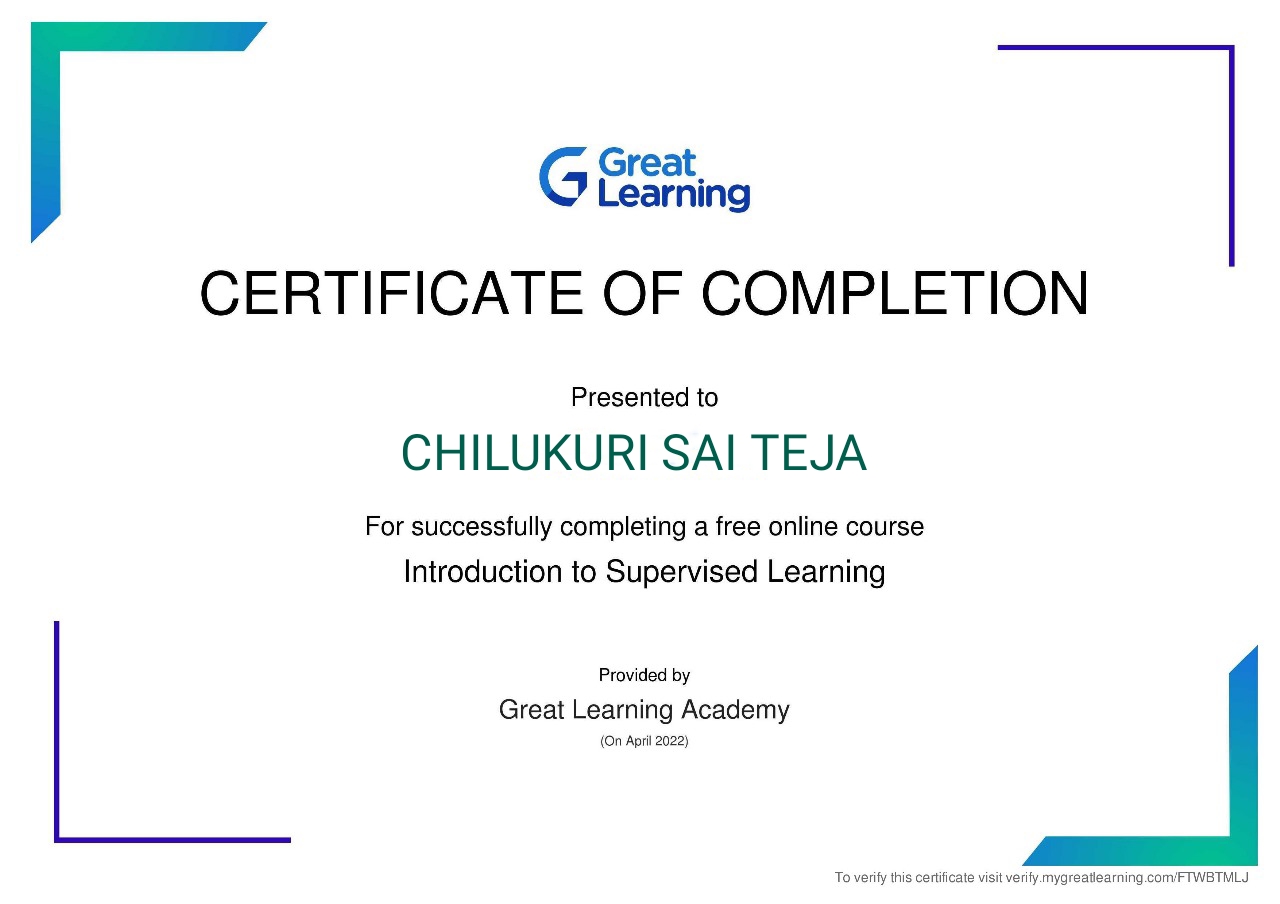 Great
Learning
CERTIFICATE OF COMPLETION
Presented to
CHILUKURI SAI TEJA
For successfully completing a free online course
Introduction to Supervised Learning
Provided by
Great Learning Academy
(On April 2022)
To verify this certificate visit verify.mygreatlearning.com/FTWBTMLJ